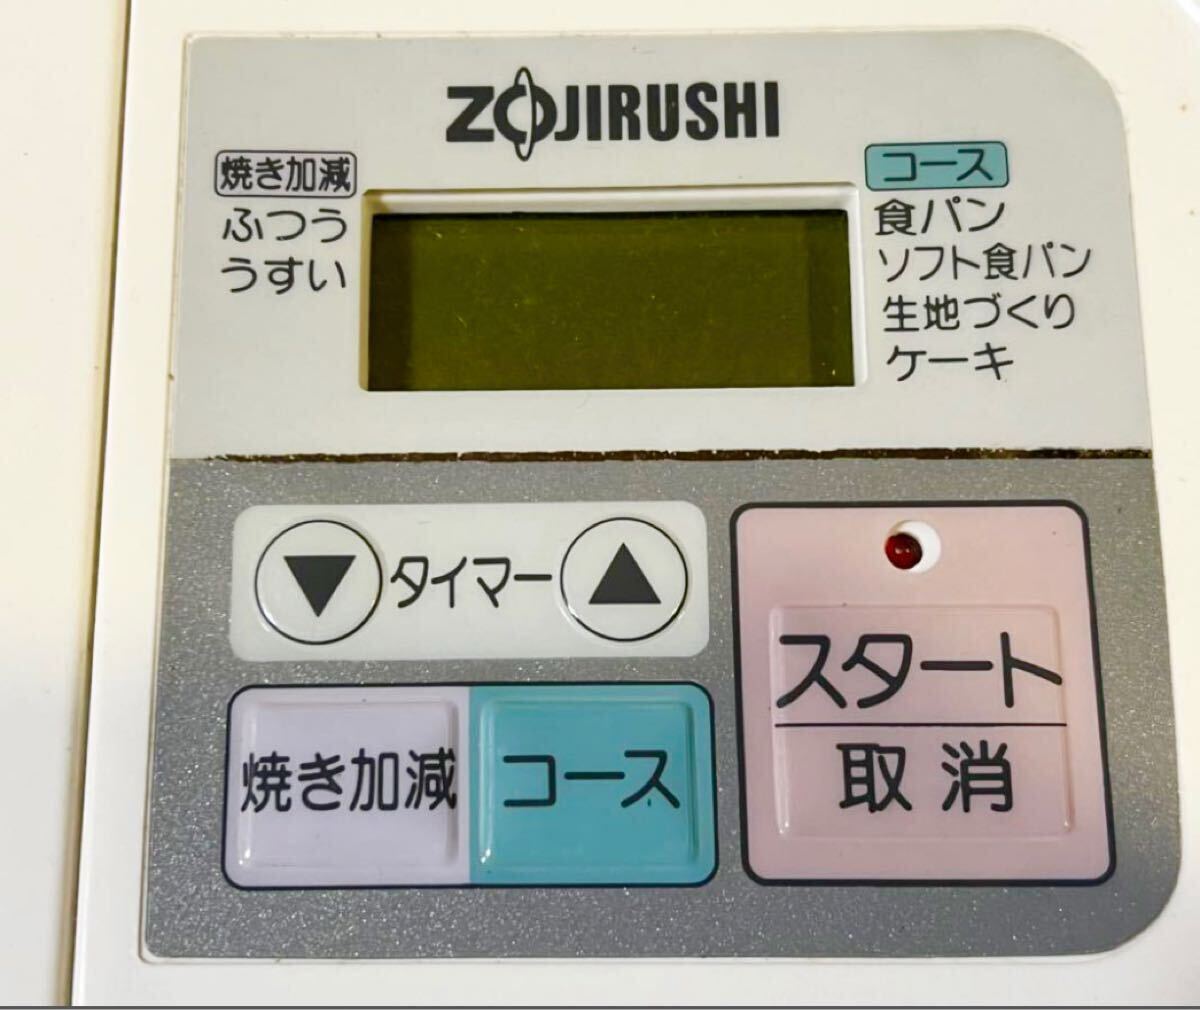 ZOJIRUSHI
焼き加減
ふつう
うすい
コース
食パン
ソフト食パン
生地づくり
ケーキ
▼タイマー▲
焼き加減
コース
スタート
取消